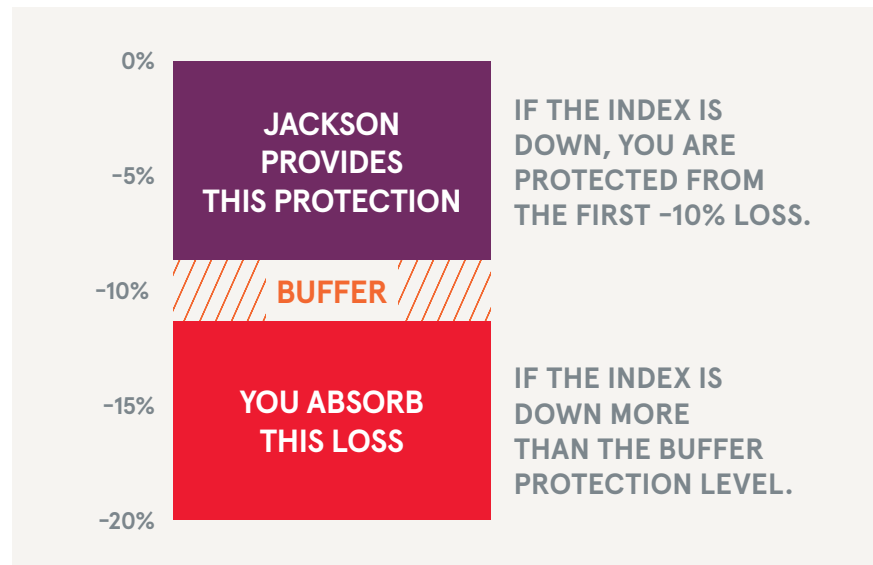 0%
-5%
-10%
-15%
-20%
JACKSON
PROVIDES
THIS PROTECTION
IF THE INDEX IS
DOWN, YOU ARE
PROTECTED FROM
THE FIRST -10% LOSS.
BUFFER
YOU ABSORB
THIS LOSS
IF THE INDEX IS
DOWN MORE
THAN THE BUFFER
PROTECTION LEVEL.